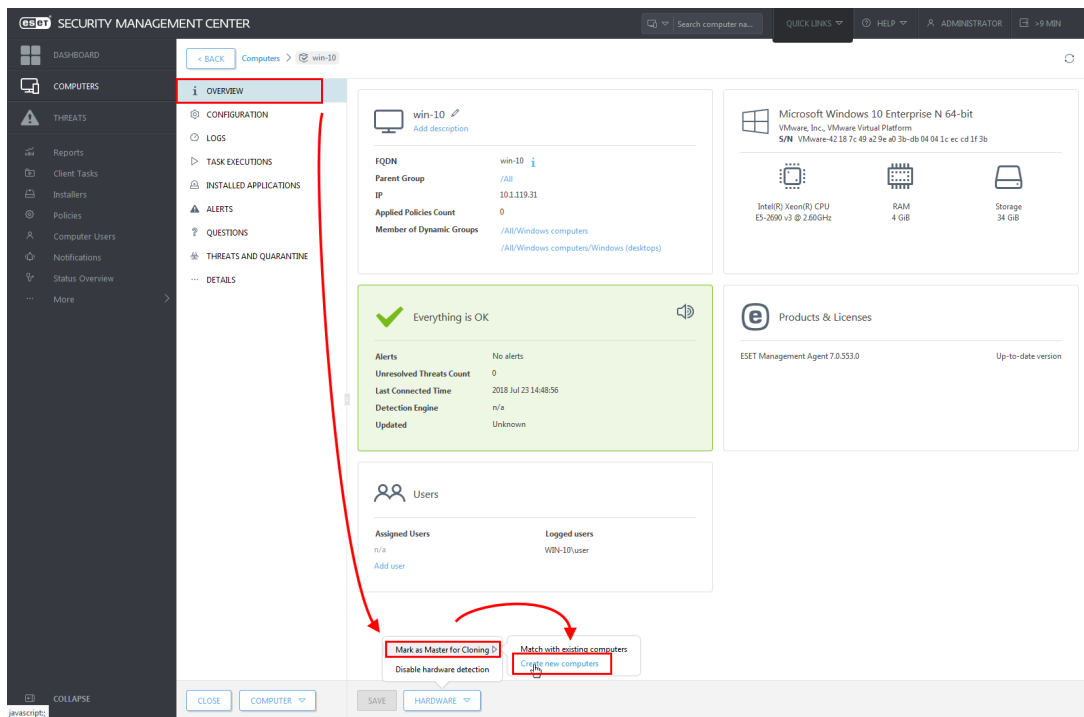 eset SECURITY MANAGEMENT CENTER
Search computer na...
QUICK LINKS
HELP
ADMINISTRATOR
>9 MIN
DASHBOARD
COMPUTERS
THREATS
Reports
Client Tasks
Installers
Policies
Computer Users
Notifications
Status Overview
More
COLLAPSE
javascript:;
< BACK Computers > win-10
OVERVIEW
CONFIGURATION
LOGS
TASK EXECUTIONS
INSTALLED APPLICATIONS
ALERTS
QUESTIONS
THREATS AND QUARANTINE
DETAILS
win-10
Add description
FQDN win-10
Parent Group /All
IP 10.1.119.31
Applied Policies Count 0
Member of Dynamic Groups /All/Windows computers
/All/Windows computers/Windows (desktops)
Microsoft Windows 10 Enterprise N 64-bit
VMware, Inc., VMware Virtual Platform
S/N VMware-42 18 7c 49 a2 9e a0 3b-db 04 04 1c ec cd 1f 3b
Intel(R) Xeon(R) CPU
E5-2690 v3 @ 2.60GHz
RAM
4 GiB
Storage
34 GiB
Everything is OK
Alerts No alerts
Unresolved Threats Count 0
Last Connected Time 2018 Jul 23 14:48:56
Detection Engine n/a
Updated Unknown
Products & Licenses
ESET Management Agent 7.0.553.0 Up-to-date version
Users
Assigned Users Logged users
n/a WIN-10\user
Add user
Mark as Master for Cloning
Disable hardware detection
Match with existing computers
Create new computers
CLOSE
COMPUTER
SAVE
HARDWARE